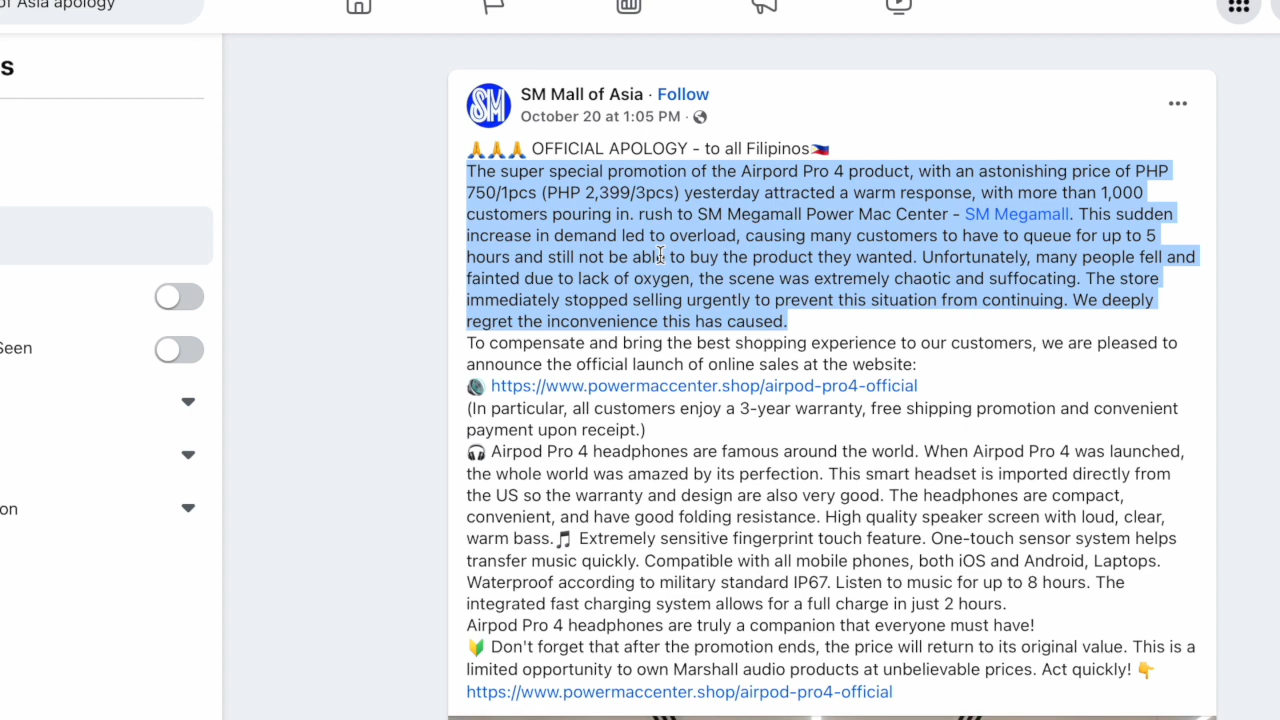 of Asia apology
s
SM Mall of Asia · Follow
SM
October 20 at 1:05 PM ·
🙏🙏🙏 OFFICIAL APOLOGY - to all Filipinos🇵🇭
The super special promotion of the Airpord Pro 4 product, with an astonishing price of PHP
750/1pcs (PHP 2,399/3pcs) yesterday attracted a warm response, with more than 1,000
customers pouring in. rush to SM Megamall Power Mac Center - SM Megamall. This sudden
increase in demand led to overload, causing many customers to have to queue for up to 5
hours and still not be able to buy the product they wanted. Unfortunately, many people fell and
fainted due to lack of oxygen, the scene was extremely chaotic and suffocating. The store
immediately stopped selling urgently to prevent this situation from continuing. We deeply
regret the inconvenience this has caused.
Seen
To compensate and bring the best shopping experience to our customers, we are pleased to
announce the official launch of online sales at the website:
https://www.powermaccenter.shop/airpod-pro4-official
(In particular, all customers enjoy a 3-year warranty, free shipping promotion and convenient
payment upon receipt.)
🎧 Airpod Pro 4 headphones are famous around the world. When Airpod Pro 4 was launched,
the whole world was amazed by its perfection. This smart headset is imported directly from
the US so the warranty and design are also very good. The headphones are compact,
on
convenient, and have good folding resistance. High quality speaker screen with loud, clear,
warm bass.🎵 Extremely sensitive fingerprint touch feature. One-touch sensor system helps
transfer music quickly. Compatible with all mobile phones, both iOS and Android, Laptops.
Waterproof according to military standard IP67. Listen to music for up to 8 hours. The
integrated fast charging system allows for a full charge in just 2 hours.
Airpod Pro 4 headphones are truly a companion that everyone must have!
🔰 Don't forget that after the promotion ends, the price will return to its original value. This is a
limited opportunity to own Marshall audio products at unbelievable prices. Act quickly! 👇
https://www.powermaccenter.shop/airpod-pro4-official